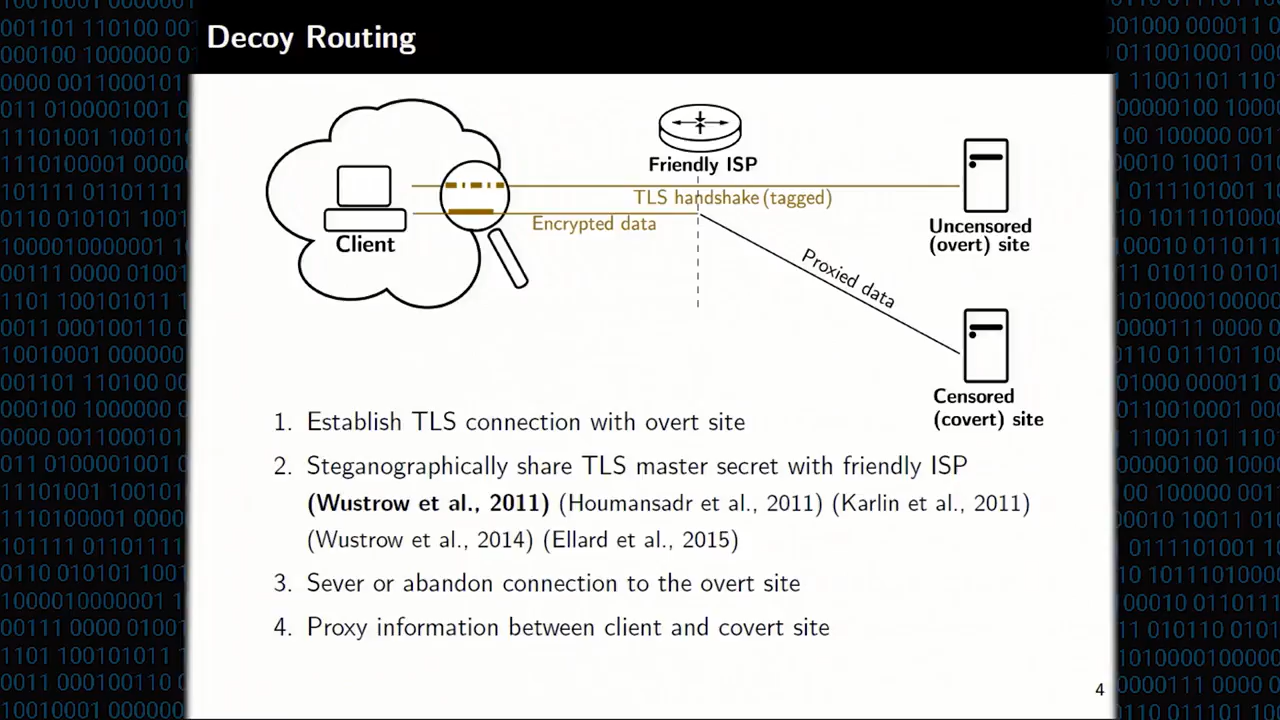 Decoy Routing
Friendly ISP
TLS handshake (tagged)
Encrypted data
Client
Uncensored
(overt) site
Proxied data
Censored
(covert) site
1. Establish TLS connection with overt site
2. Steganographically share TLS master secret with friendly ISP
(Wustrow et al., 2011) (Houmansadr et al., 2011) (Karlin et al., 2011)
(Wustrow et al., 2014) (Ellard et al., 2015)
3. Sever or abandon connection to the overt site
4. Proxy information between client and covert site
4